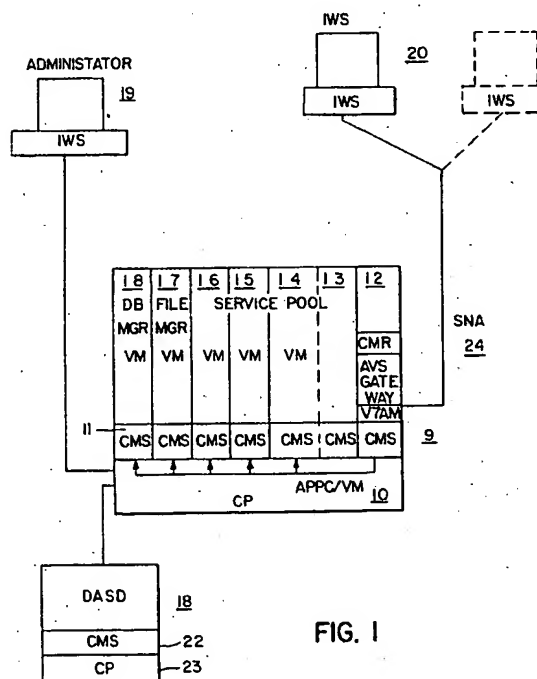 IWS
20
ADMINISTATOR
19
IWS
IWS
IWS
18 17 16 15 14 13 12
DB FILE SERVICE POOL
MGR MGR
VM VM VM VM VM
CMR
AVS
GATE
WAY
V7AM
SNA
24
11
CMS CMS CMS CMS CMS CMS CMS
9
APPC/VM
10
CP
DASD
18
CMS
22
CP
23
FIG. 1